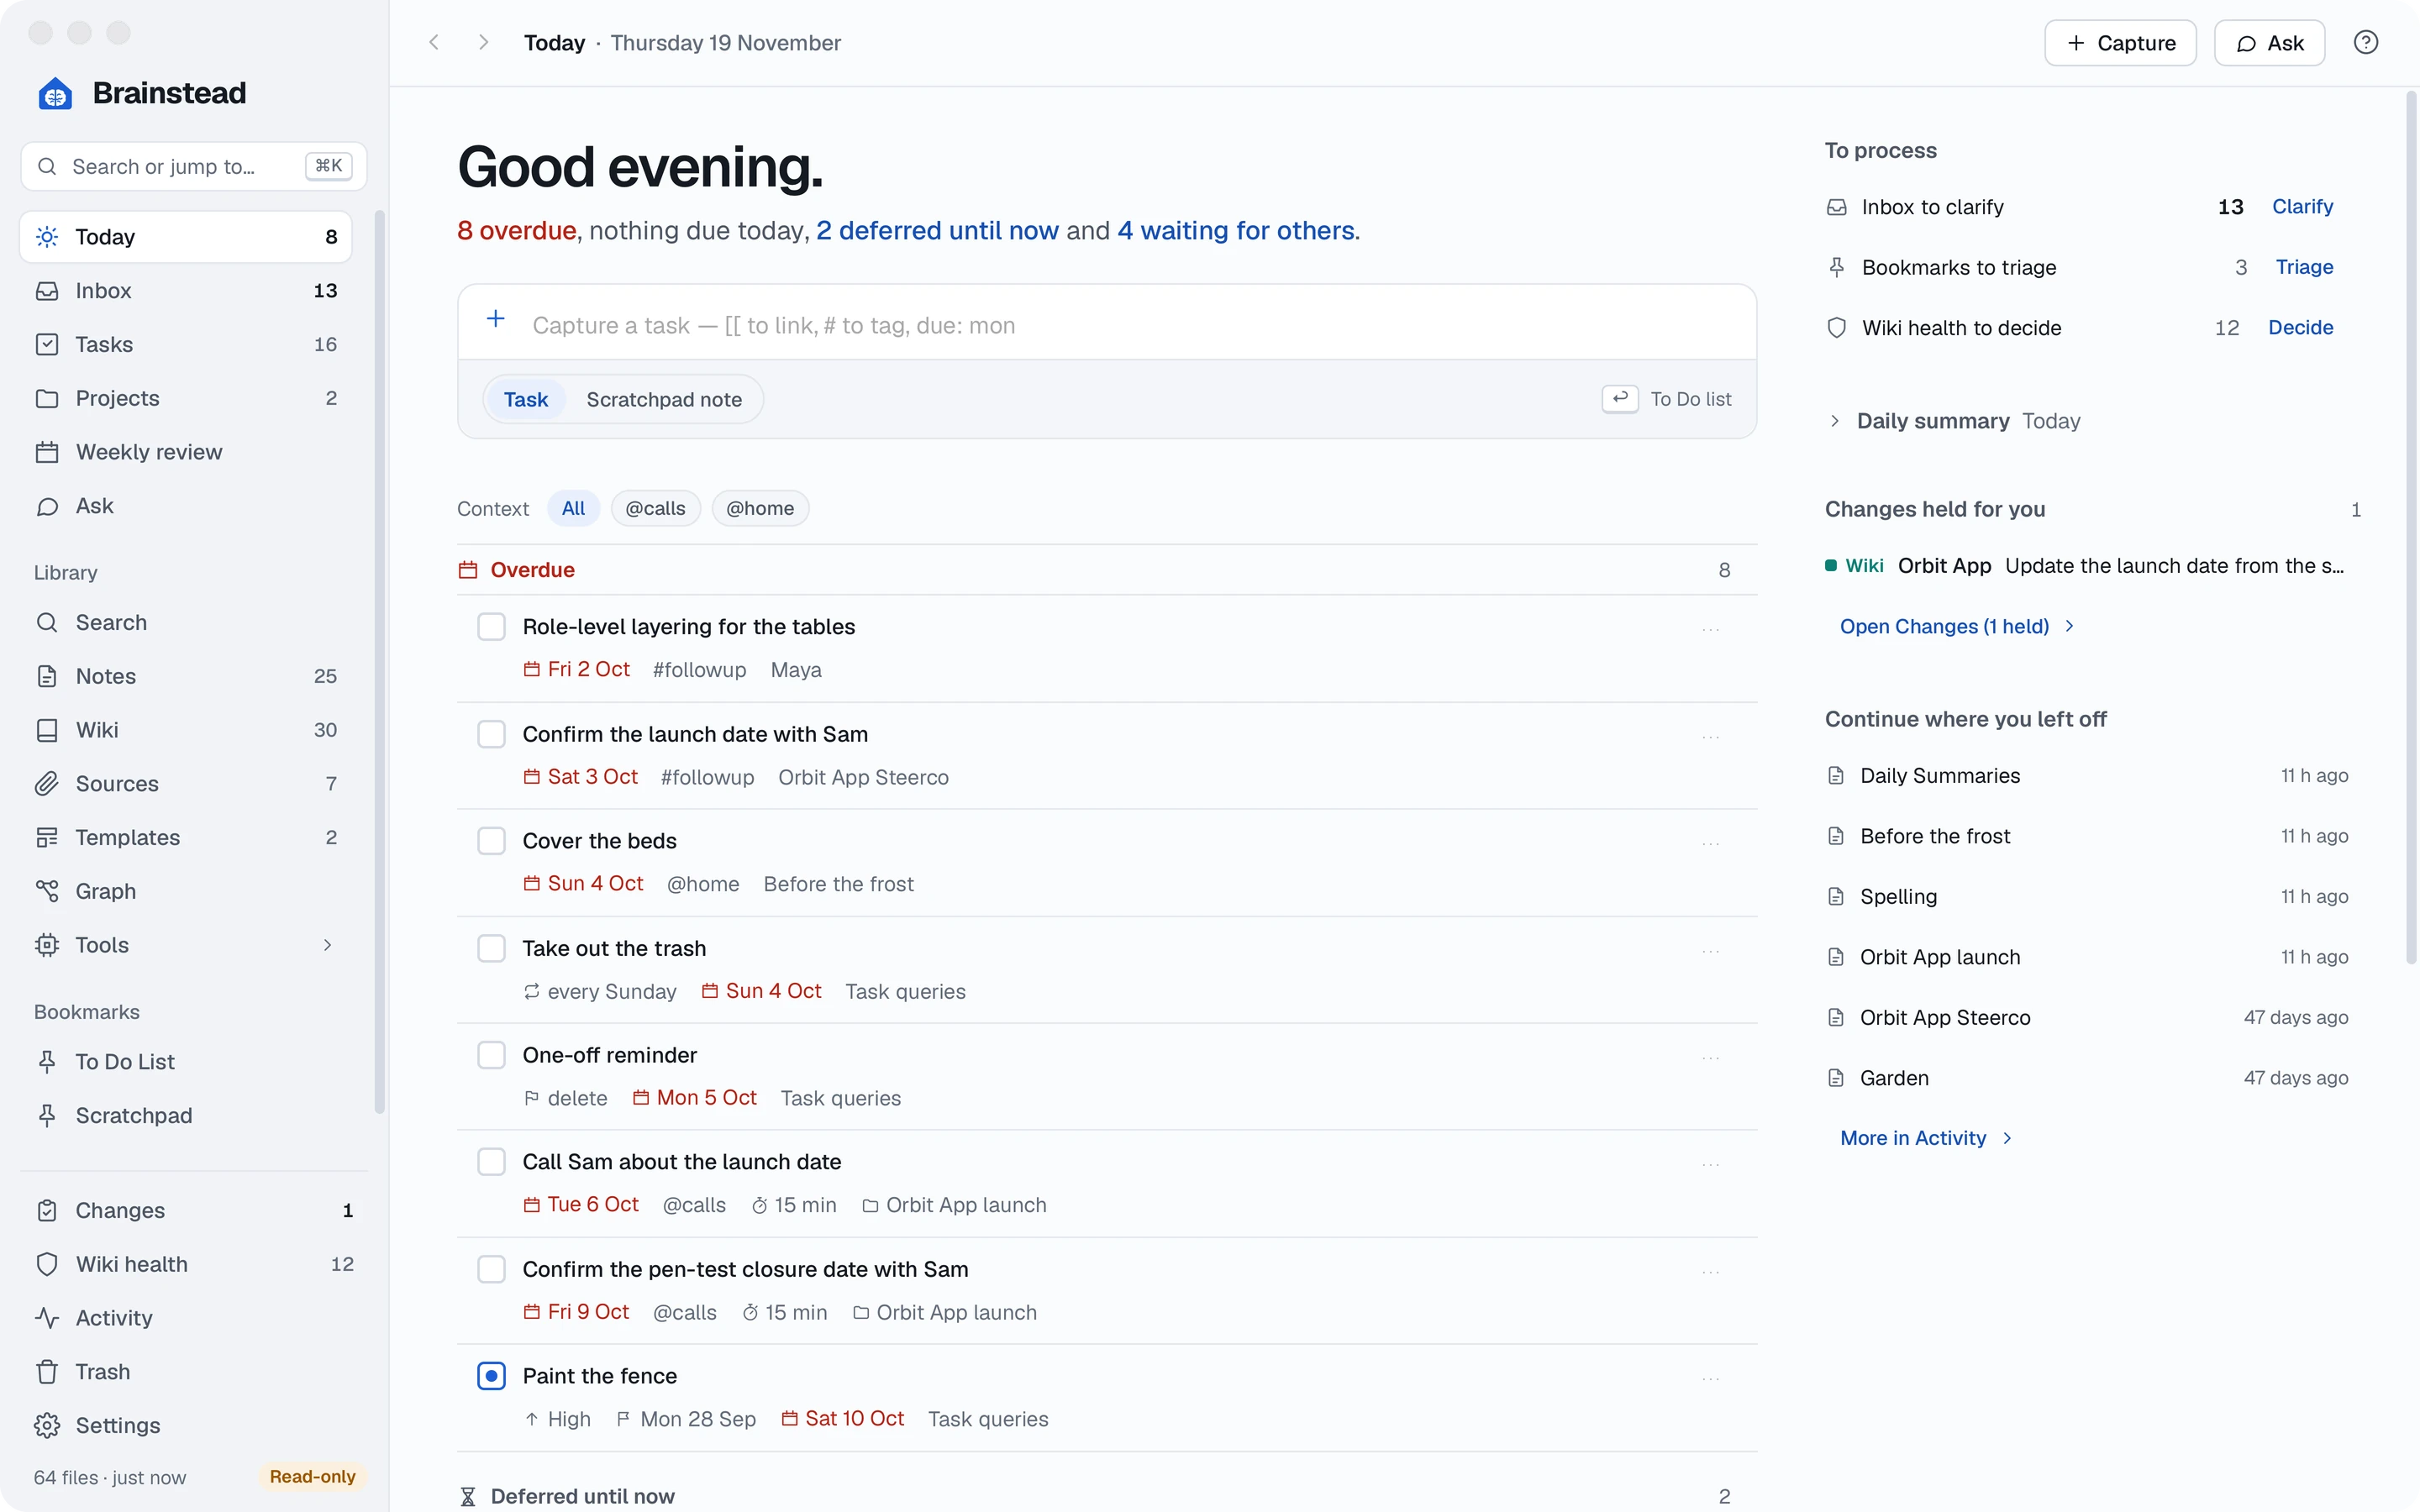 Brainstead
Search or jump to… ⌘K
Today 8
Inbox 13
Tasks 16
Projects 2
Weekly review
Ask
Library
Search
Notes 25
Wiki 30
Sources 7
Templates 2
Graph
Tools
Bookmarks
To Do List
Scratchpad
Changes 1
Wiki health 12
Activity
Trash
Settings
64 files · just now Read-only
Today · Thursday 19 November
Capture Ask
Good evening.
8 overdue, nothing due today, 2 deferred until now and 4 waiting for others.
Capture a task — [[ to link, # to tag, due: mon
Task Scratchpad note To Do list
Context All @calls @home
Overdue 8
Role-level layering for the tables
Fri 2 Oct #followup Maya
Confirm the launch date with Sam
Sat 3 Oct #followup Orbit App Steerco
Cover the beds
Sun 4 Oct @home Before the frost
Take out the trash
every Sunday Sun 4 Oct Task queries
One-off reminder
delete Mon 5 Oct Task queries
Call Sam about the launch date
Tue 6 Oct @calls 15 min Orbit App launch
Confirm the pen-test closure date with Sam
Fri 9 Oct @calls 15 min Orbit App launch
Paint the fence
High Mon 28 Sep Sat 10 Oct Task queries
Deferred until now 2
To process
Inbox to clarify 13 Clarify
Bookmarks to triage 3 Triage
Wiki health to decide 12 Decide
Daily summary Today
Changes held for you 1
Wiki Orbit App Update the launch date from the s…
Open Changes (1 held)
Continue where you left off
Daily Summaries 11 h ago
Before the frost 11 h ago
Spelling 11 h ago
Orbit App launch 11 h ago
Orbit App Steerco 47 days ago
Garden 47 days ago
More in Activity